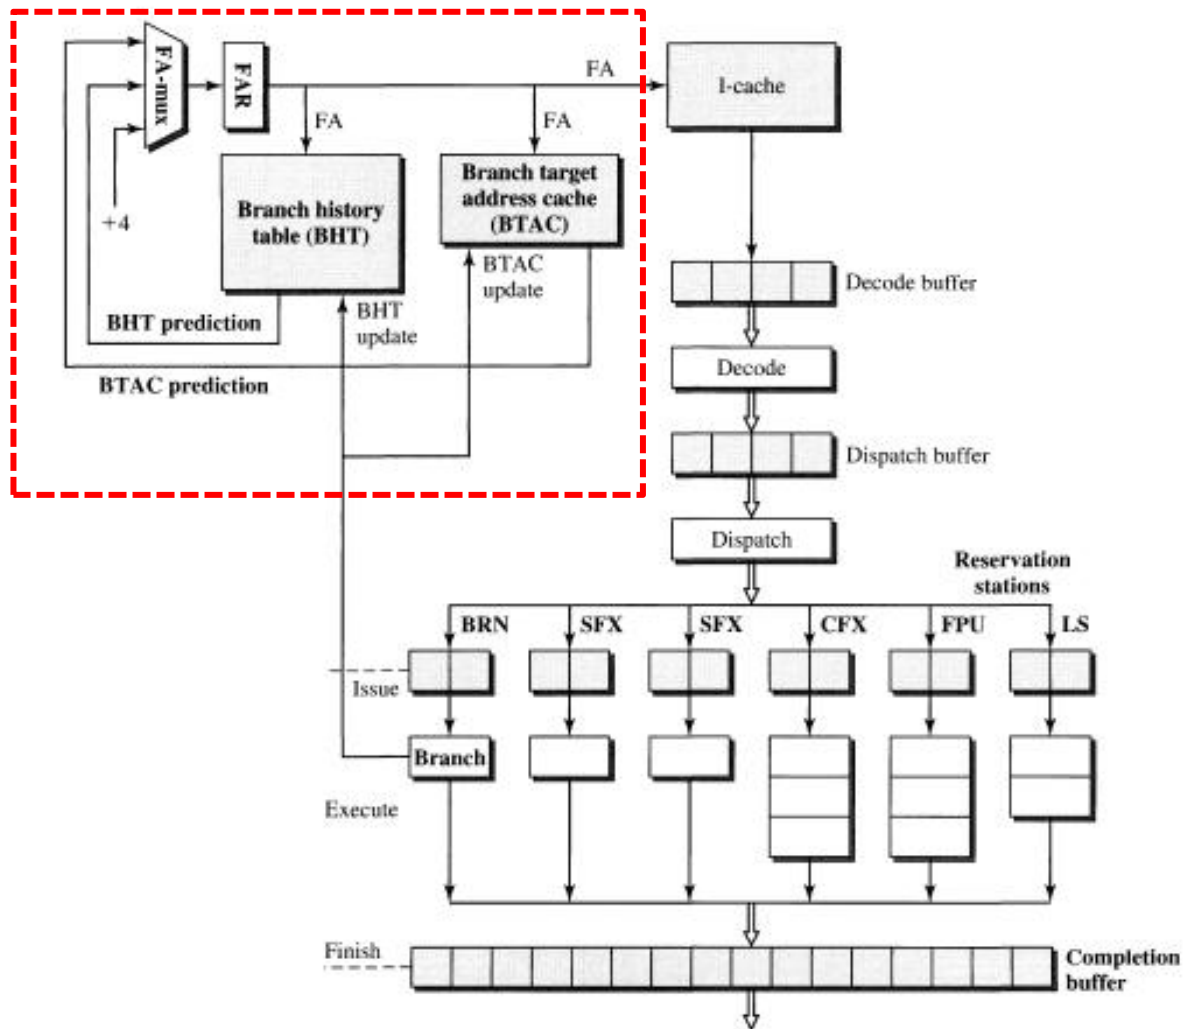 FA-mux
FAR
FA
I-cache
FA
FA
Branch history
table (BHT)
Branch target
address cache
(BTAC)
+4
BTAC
update
Decode buffer
BHT prediction
BHT
update
BTAC prediction
Decode
Dispatch buffer
Dispatch
Reservation
stations
BRN
SFX
SFX
CFX
FPU
LS
Issue
Branch
Execute
Finish
Completion
buffer